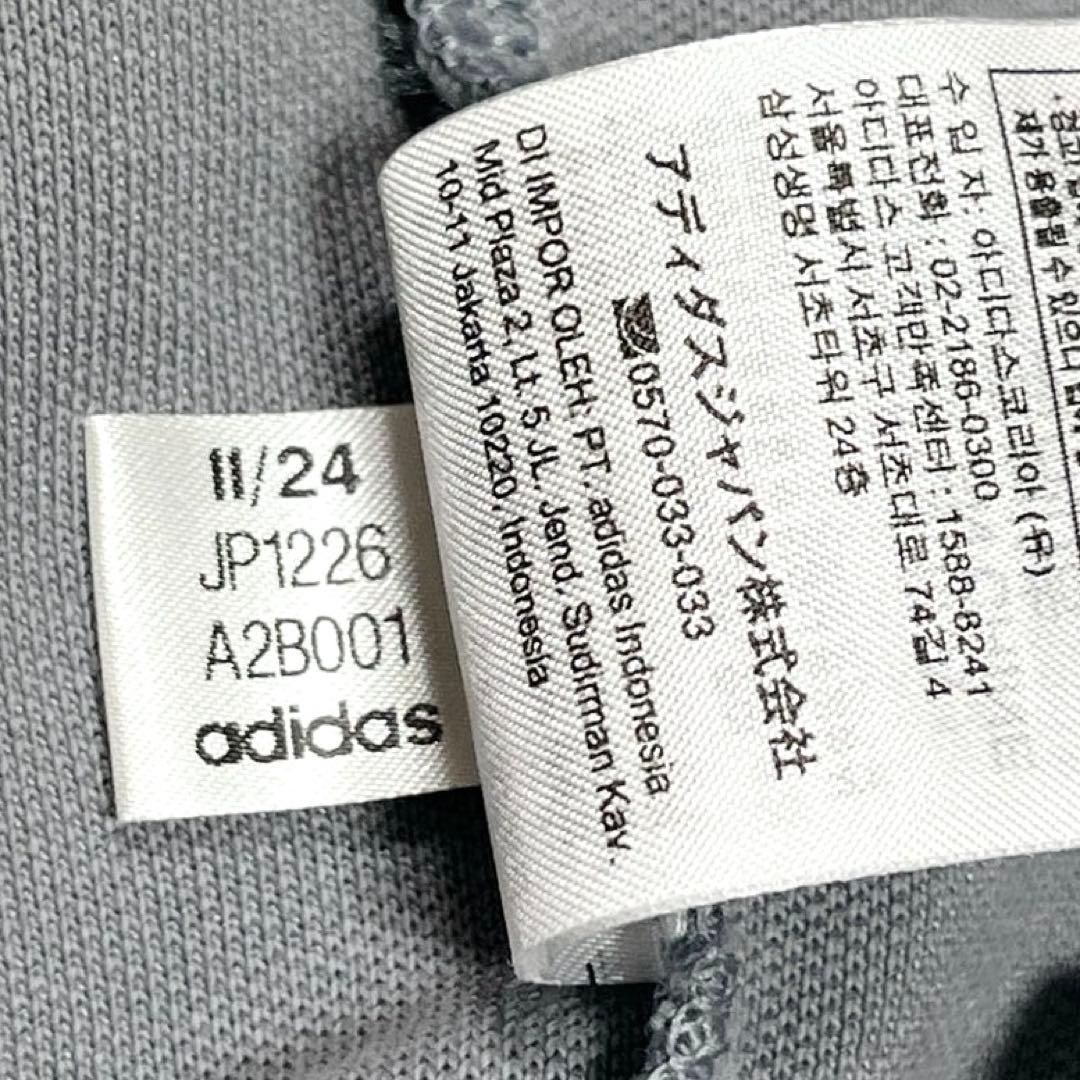 11/24
JP1226
A2B001
adidas
DI IMPOR OLEH: PT. adidas Indonesia
Mid Plaza 2, Lt. 5 JL. Jend. Sudirman Kav.
10-11 Jakarta 10220, Indonesia
アディダスジャパン株式会社
0570-033-033
수 입 자 : 아디다스코리아 (유)
대표전화 : 02-2186-0300
아디다스 고객만족센터 : 1588-8241
서울특별시 서초구 서초대로 74길 4
삼성생명 서초타워 24층
수 있으니